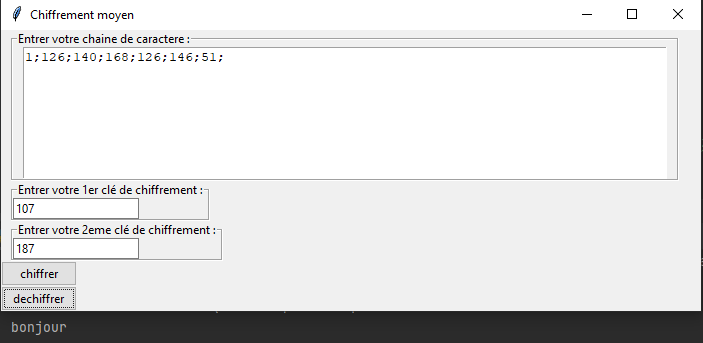 Chiffrement moyen
Entrer votre chaine de caractere :
1;126;140;168;126;146;51;
Entrer votre 1er clé de chiffrement :
107
Entrer votre 2eme clé de chiffrement :
187
chiffrer
dechiffrer
bonjour